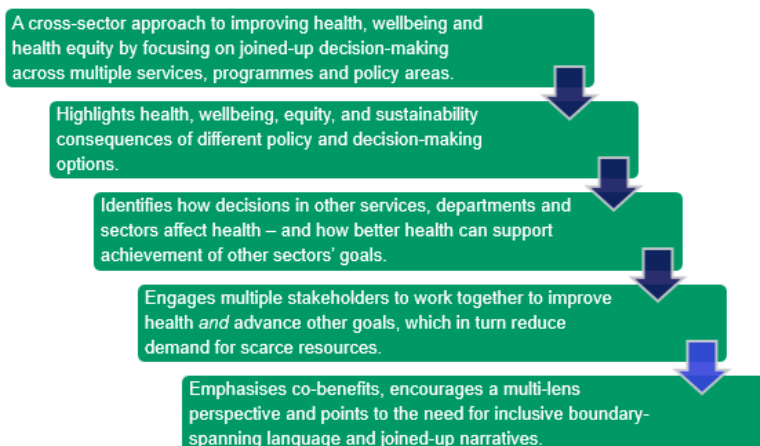 A cross-sector approach to improving health, wellbeing and
health equity by focusing on joined-up decision-making
across multiple services, programmes and policy areas.
Highlights health, wellbeing, equity, and sustainability
consequences of different policy and decision-making
options.
Identifies how decisions in other services, departments and
sectors affect health – and how better health can support
achievement of other sectors' goals.
Engages multiple stakeholders to work together to improve
health and advance other goals, which in turn reduce
demand for scarce resources.
Emphasises co-benefits, encourages a multi-lens
perspective and points to the need for inclusive boundary-
spanning language and joined-up narratives.